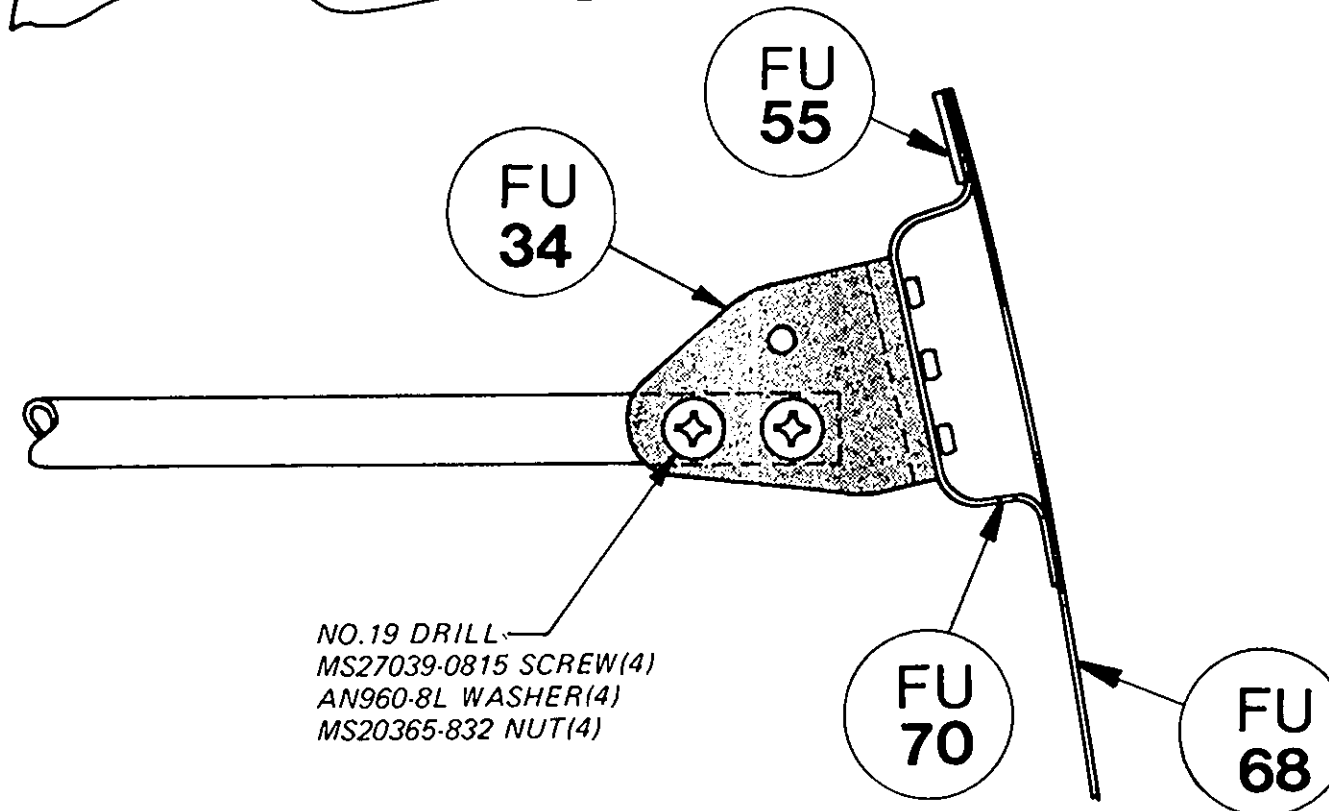 FU
55
FU
34
NO.19 DRILL
MS27039-0815 SCREW(4)
AN960-8L WASHER(4)
MS20365-832 NUT(4)
FU
70
FU
68